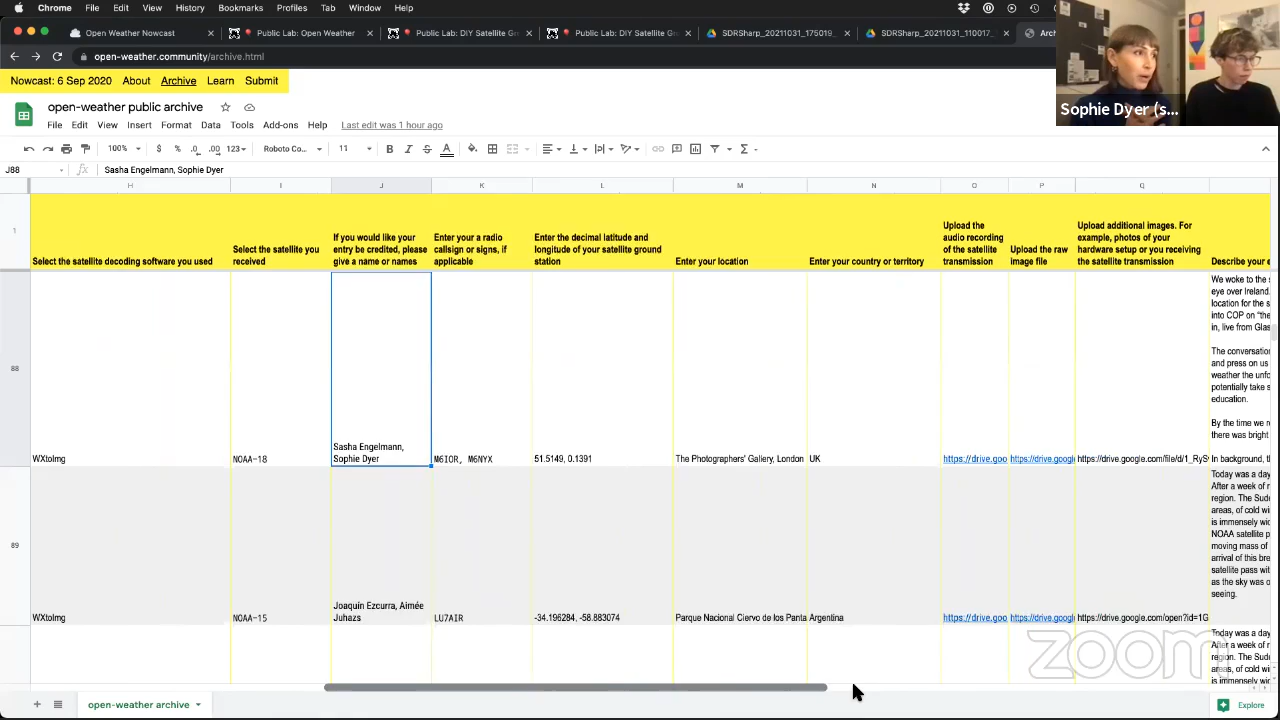 Chrome File Edit View History Bookmarks Profiles Tab Window Help
Open Weather Nowcast × Public Lab: Open Weather × Public Lab: DIY Satellite Gr × Public Lab: DIY Satellite Gr × SDRSharp_20211031_175019_ × SDRSharp_20211031_110017_ ×
open-weather.community/archive.html
Nowcast: 6 Sep 2020 About Archive Learn Submit
Sophie Dyer (s...
open-weather public archive
File Edit View Insert Format Data Tools Add-ons Help Last edit was 1 hour ago
100% $ % .0 .00 123 Roboto Co... 11 B I S A
J88 fx Sasha Engelmann, Sophie Dyer
H I J K L M N O P Q
1
Select the satellite decoding software you used
Select the satellite you
received
If you would like your
entry be credited, please
give a name or names
Enter your a radio
callsign or signs, if
applicable
Enter the decimal latitude and
longitude of your satellite ground
station
Enter your location
Enter your country or territory
Upload the
audio recording
of the satellite
transmission
Upload the raw
image file
Upload additional images. For
example, photos of your
hardware setup or you receiving
the satellite transmission
Describe your e
88
WXtoImg
NOAA-18
Sasha Engelmann,
Sophie Dyer
M6IOR, M6NYX
51.5149, 0.1391
The Photographers' Gallery, London
UK
https://drive.goo
https://drive.googl
https://drive.google.com/file/d/1_RyS
We woke to the s
eye over Ireland.
location for the s
into COP on "the
in, live from Glas
The conversation
and press on us
weather the unfo
potentially take s
education.
By the time we r
there was bright
In background, th
89
WXtoImg
NOAA-15
Joaquín Ezcurra, Aimée
Juhazs
LU7AIR
-34.196284, -58.883074
Parque Nacional Ciervo de los Panta
Argentina
https://drive.goo
https://drive.googl
https://drive.google.com/open?id=1G
Today was a day
After a week of r
region. The Sud
areas, of cold wi
is immensely wid
NOAA satellite p
moving mass of
arrival of this bre
satellite pass wit
as the sky was o
seeing.
Today was a day
After a week of r
region. The Sud
areas, of cold wi
is immensely wid
zoom
open-weather archive
Explore